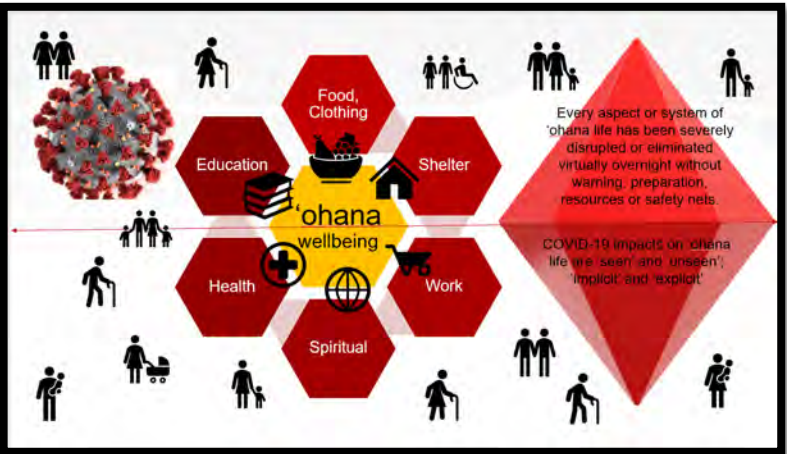 Food,
Clothing
Education
Shelter
'ohana
wellbeing
Health
Work
Spiritual
Every aspect or system of
'ohana life has been severely
disrupted or eliminated
virtually overnight without
warning, preparation,
resources or safety nets.
COVID-19 impacts on 'ohana
life are 'seen' and 'unseen';
'implicit' and 'explicit'